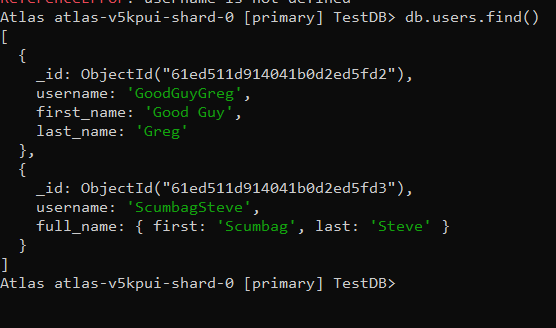 ReferenceError: username is not defined
Atlas atlas-v5kpui-shard-0 [primary] TestDB> db.users.find()
[
  {
    _id: ObjectId("61ed511d914041b0d2ed5fd2"),
    username: 'GoodGuyGreg',
    first_name: 'Good Guy',
    last_name: 'Greg'
  },
  {
    _id: ObjectId("61ed511d914041b0d2ed5fd3"),
    username: 'ScumbagSteve',
    full_name: { first: 'Scumbag', last: 'Steve' }
  }
]
Atlas atlas-v5kpui-shard-0 [primary] TestDB>